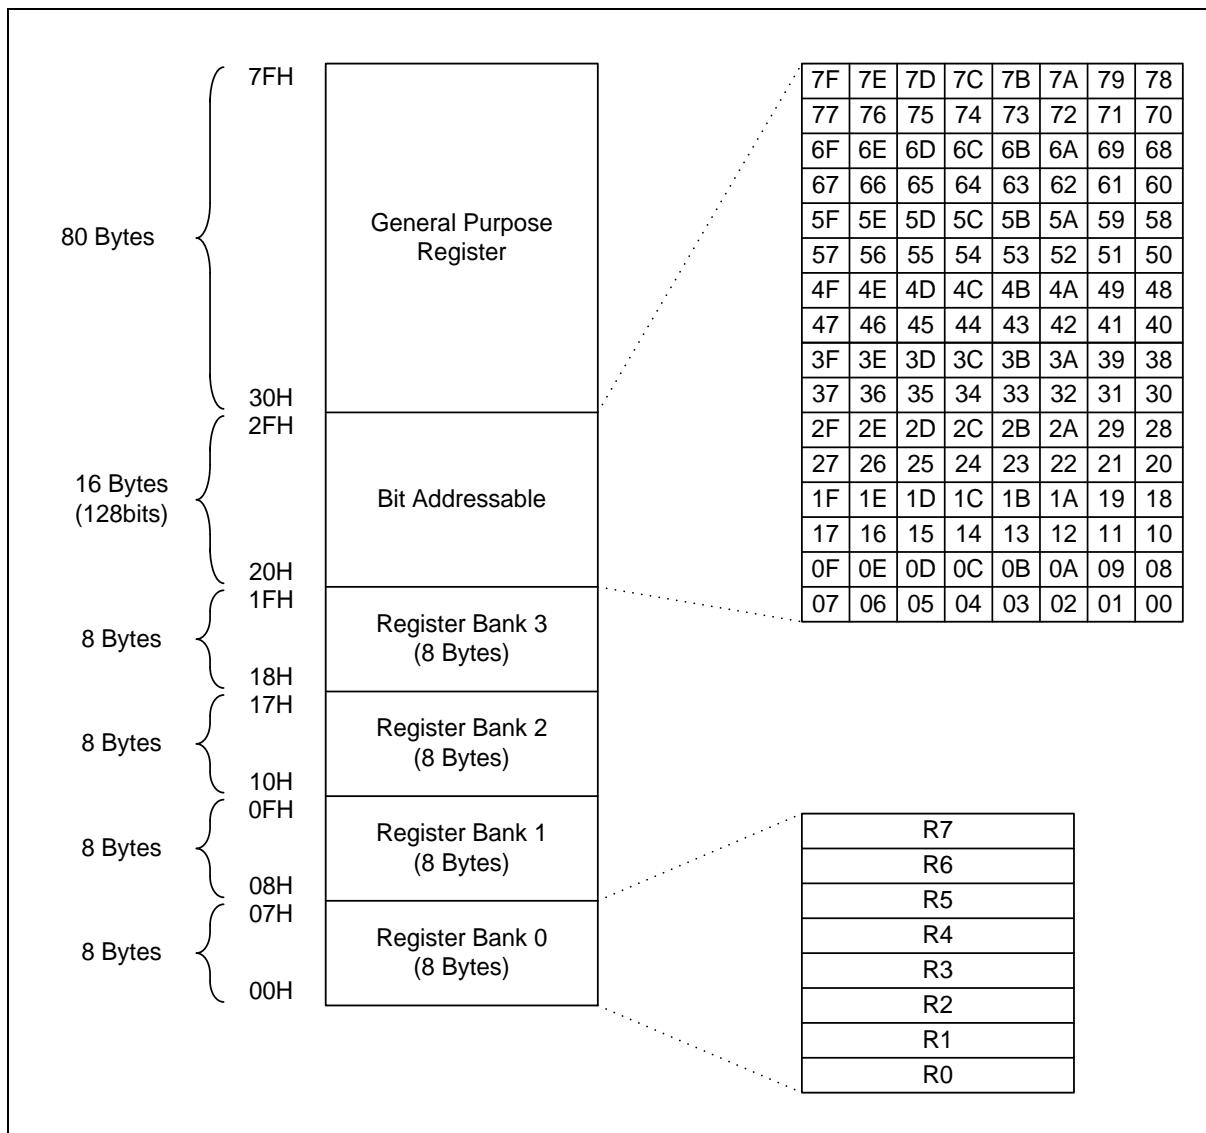 7FH
80 Bytes
General Purpose
Register
30H
2FH
16 Bytes
(128bits)
Bit Addressable
20H
1FH
8 Bytes
Register Bank 3
(8 Bytes)
18H
17H
8 Bytes
Register Bank 2
(8 Bytes)
10H
0FH
8 Bytes
Register Bank 1
(8 Bytes)
08H
07H
8 Bytes
Register Bank 0
(8 Bytes)
00H
7F 7E 7D 7C 7B 7A 79 78
77 76 75 74 73 72 71 70
6F 6E 6D 6C 6B 6A 69 68
67 66 65 64 63 62 61 60
5F 5E 5D 5C 5B 5A 59 58
57 56 55 54 53 52 51 50
4F 4E 4D 4C 4B 4A 49 48
47 46 45 44 43 42 41 40
3F 3E 3D 3C 3B 3A 39 38
37 36 35 34 33 32 31 30
2F 2E 2D 2C 2B 2A 29 28
27 26 25 24 23 22 21 20
1F 1E 1D 1C 1B 1A 19 18
17 16 15 14 13 12 11 10
0F 0E 0D 0C 0B 0A 09 08
07 06 05 04 03 02 01 00
R7
R6
R5
R4
R3
R2
R1
R0